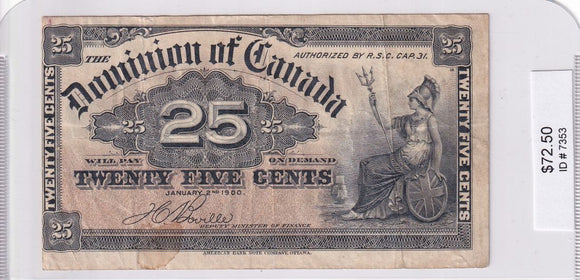 25
25
THE
Dominion of Canada
AUTHORIZED BY R.S.C. CAP. 31.
25
25
25
WILL PAY
ON DEMAND
TWENTY FIVE CENTS
JANUARY 2ND 1900.
DEPUTY MINISTER OF FINANCE
25
25
AMERICAN BANK NOTE COMPANY, OTTAWA.
TWENTY FIVE CENTS
TWENTY FIVE CENTS
$72.50
ID # 7353